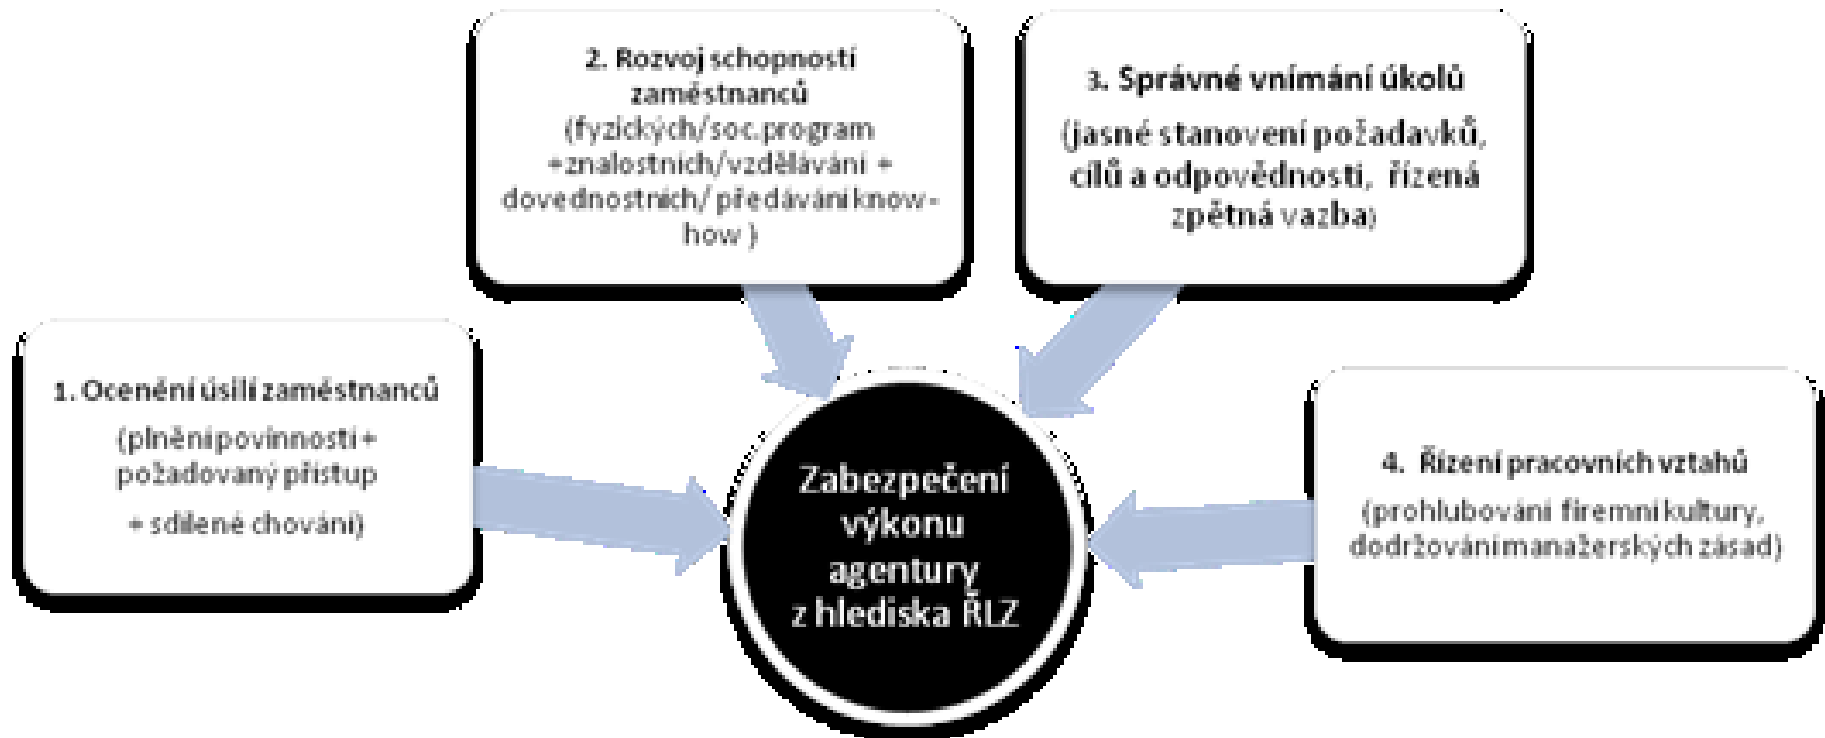 1. Ocenění úsilí zaměstnanců
(plnění povinností +
požadovaný přístup
+ sdílené chování)
2. Rozvoj schopností
zaměstnanců
(fyzických/soc.program
+znalostních/vzdělávání +
dovednostních/ předávání know-
how )
3. Správné vnímání úkolů
(jasné stanovení požadavků,
cílů a odpovědnosti, řízená
zpětná vazba)
4. Řízení pracovních vztahů
(prohlubování firemní kultury,
dodržování manažerských zásad)
Zabezpečení
výkonu
agentury
z hlediska ŘLZ